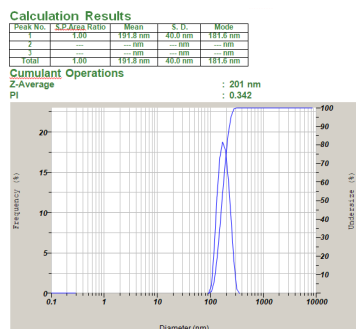 Calculation Results
Peak No. S.P.Area Ratio Mean S. D. Mode
1 1.00 191.8 nm 40.0 nm 181.6 nm
2 --- --- nm --- nm --- nm
3 --- --- nm --- nm --- nm
Total 1.00 191.8 nm 40.0 nm 181.6 nm
Cumulant Operations
Z-Average : 201 nm
PI : 0.342
Frequency (%)
20
15
10
5
0
100
90
80
70
60
50
40
30
20
10
Undersize (%)
0.1 1 10 100 1000 10000
Diameter (nm)